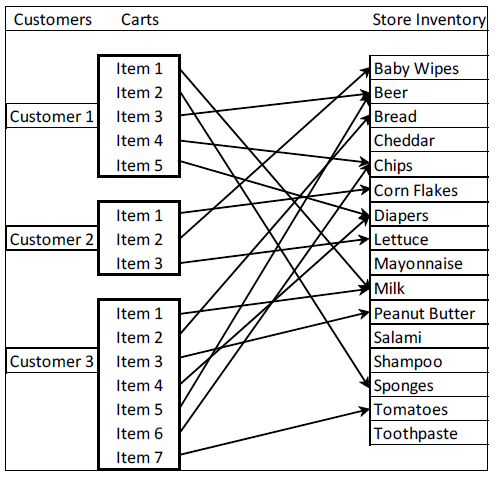 Customers Carts Store Inventory
Item 1 Baby Wipes
Item 2 Beer
Customer 1 Item 3 Bread
Item 4 Cheddar
Item 5 Chips
Corn Flakes
Item 1 Diapers
Customer 2 Item 2 Lettuce
Item 3 Mayonnaise
Milk
Item 1 Peanut Butter
Item 2 Salami
Customer 3 Item 3 Shampoo
Item 4 Sponges
Item 5 Tomatoes
Item 6 Toothpaste
Item 7